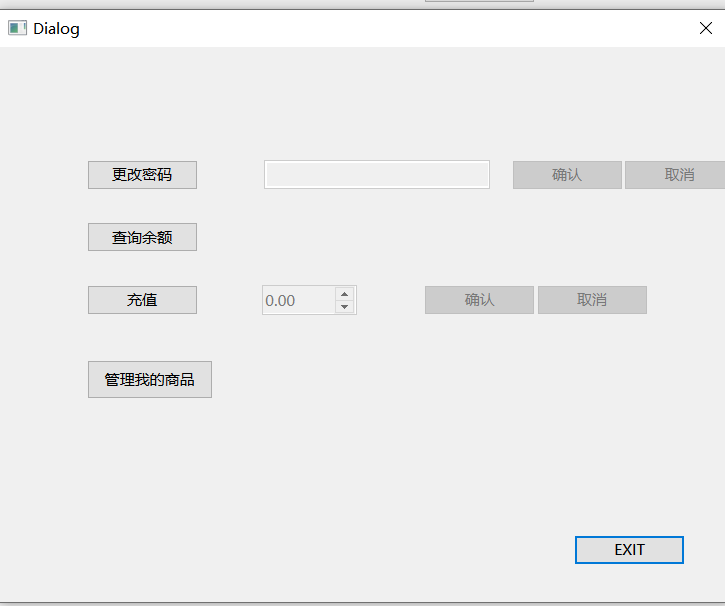 Dialog
更改密码 确认 取消
查询余额
充值 0.00 确认 取消
管理我的商品
EXIT